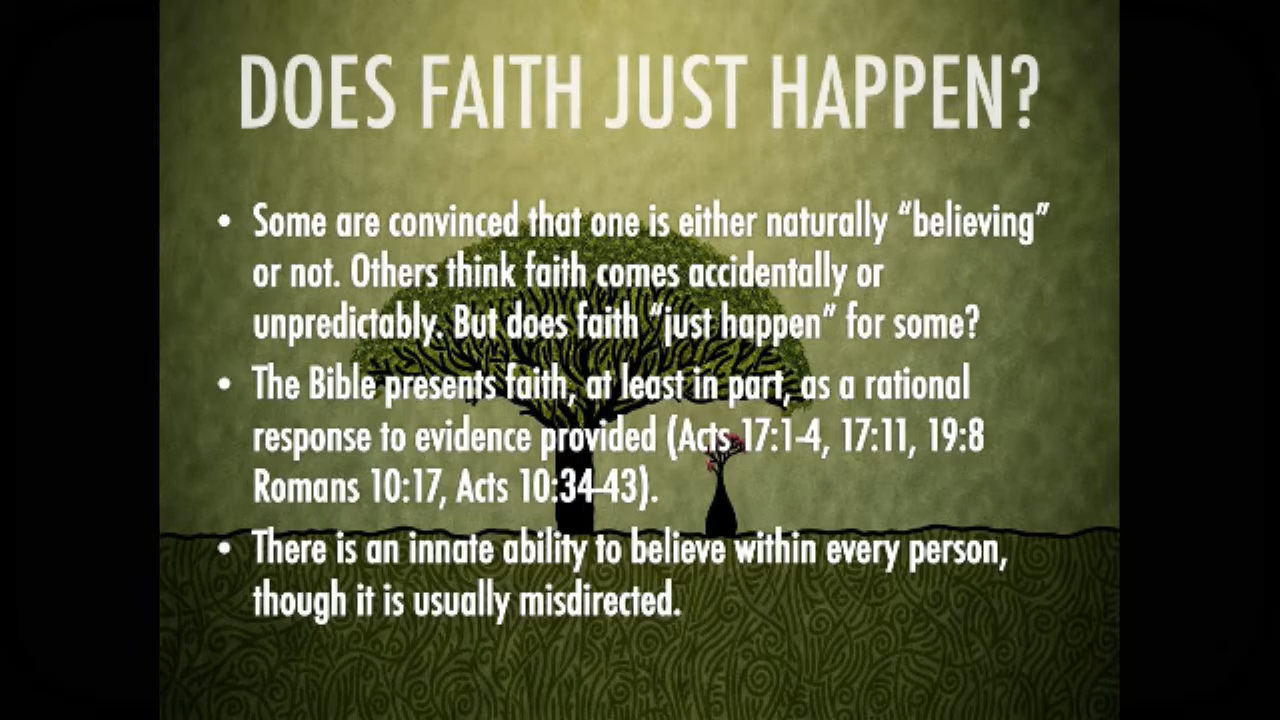 DOES FAITH JUST HAPPEN?
• Some are convinced that one is either naturally “believing”
or not. Others think faith comes accidentally or
unpredictably. But does faith “just happen” for some?
• The Bible presents faith, at least in part, as a rational
response to evidence provided (Acts 17:1-4, 17:11, 19:8
Romans 10:17, Acts 10:34-43).
• There is an innate ability to believe within every person,
though it is usually misdirected.